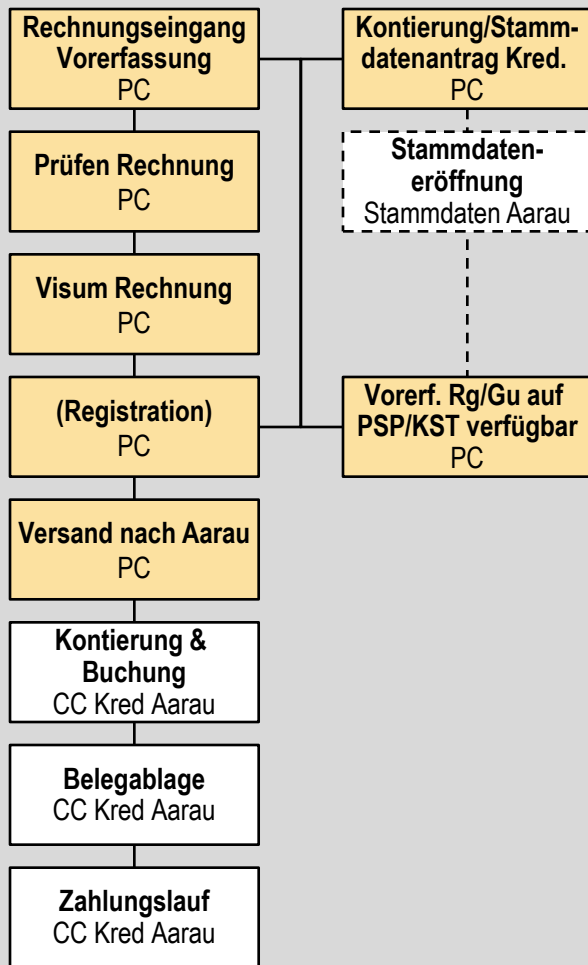 Rechnungseingang
Vorerfassung
PC
Kontierung/Stamm-
datenantrag Kred.
PC
Prüfen Rechnung
PC
Stammdaten-
eröffnung
Stammdaten Aarau
Visum Rechnung
PC
(Registration)
PC
Vorerf. Rg/Gu auf
PSP/KST verfügbar
PC
Versand nach Aarau
PC
Kontierung &
Buchung
CC Kred Aarau
Belegablage
CC Kred Aarau
Zahlungslauf
CC Kred Aarau